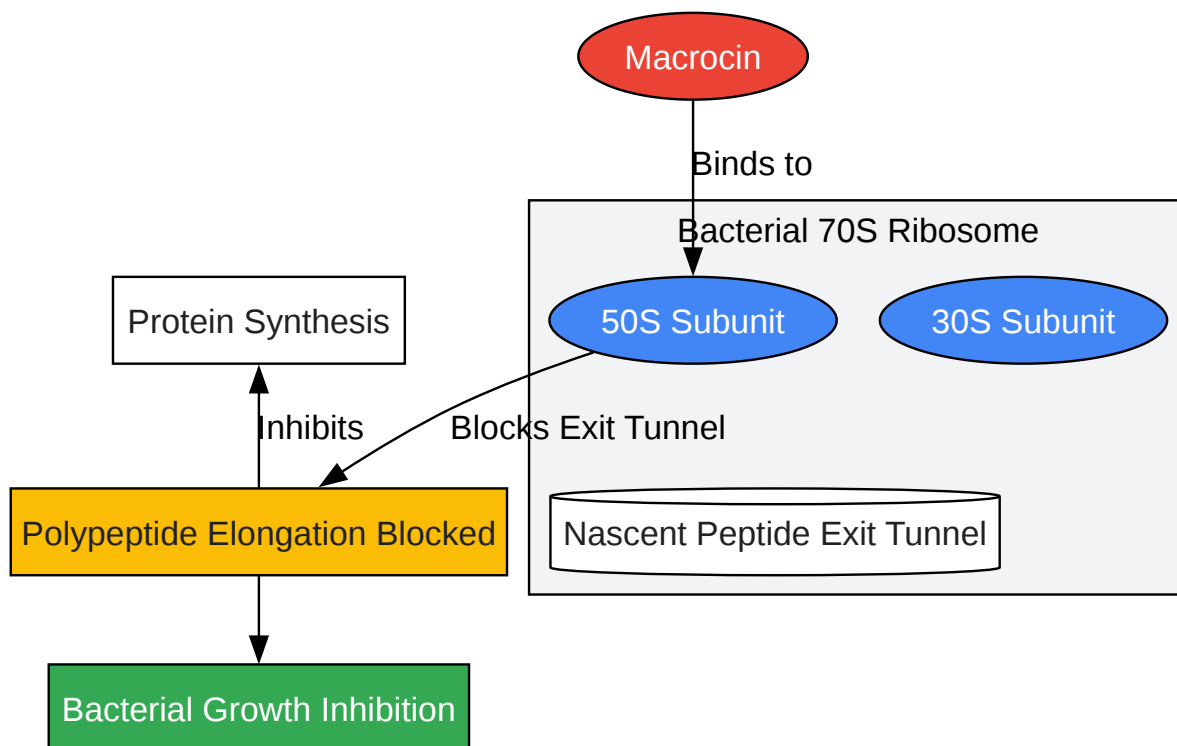 Macrocin
Binds to
Bacterial 70S Ribosome
Protein Synthesis
50S Subunit
30S Subunit
Inhibits
Blocks Exit Tunnel
Polypeptide Elongation Blocked
Nascent Peptide Exit Tunnel
Bacterial Growth Inhibition